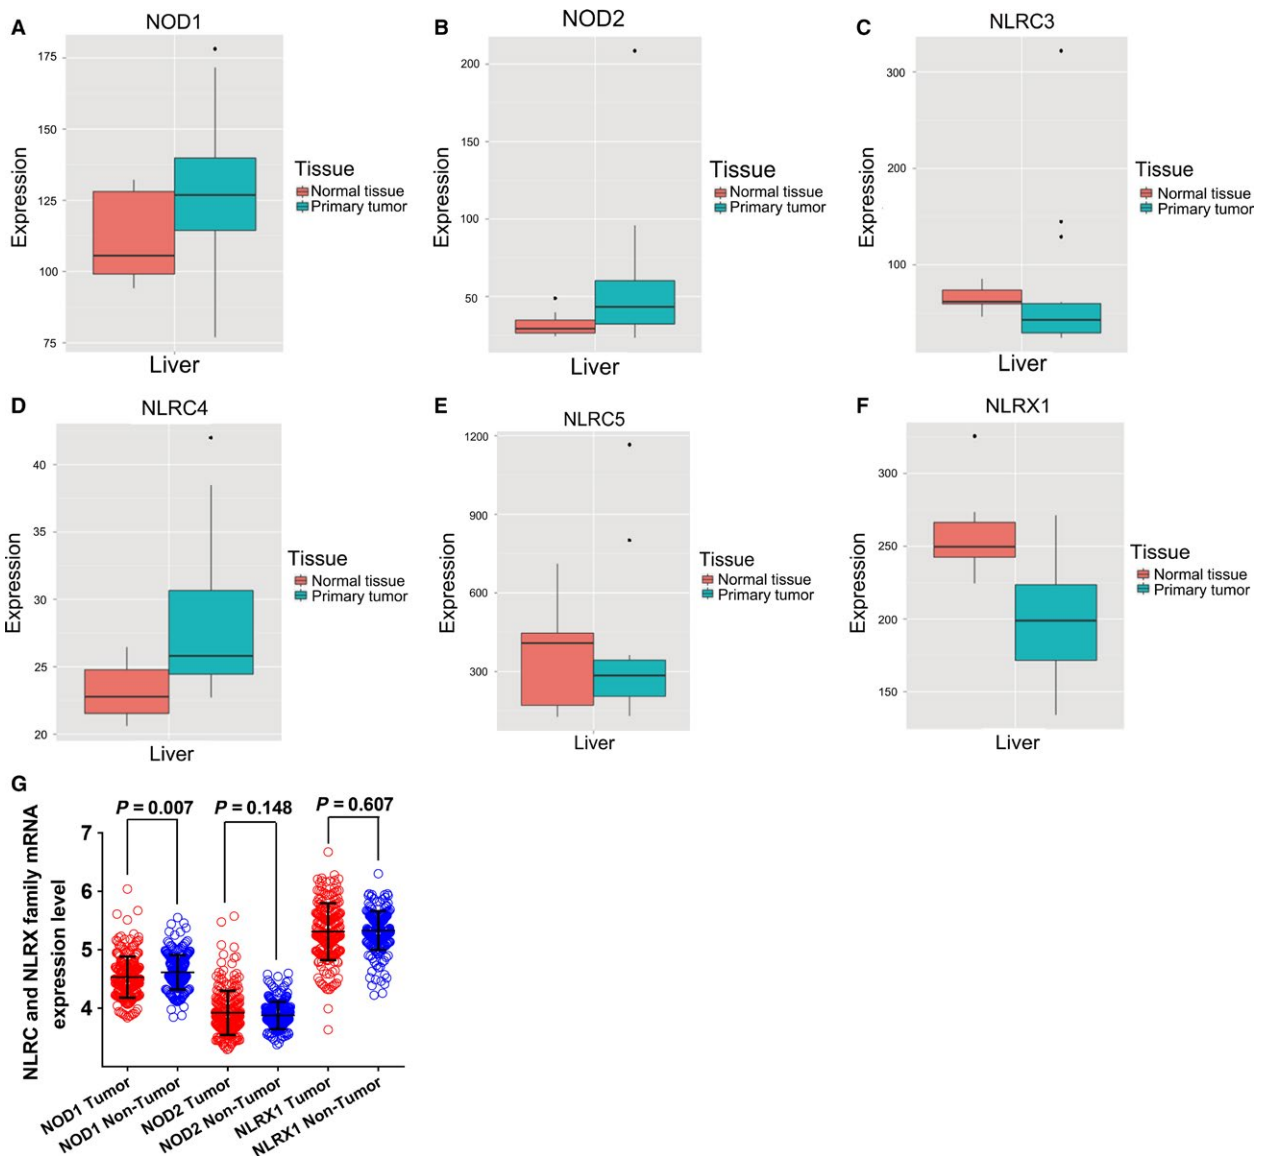 A
NOD1
175
150
125
100
75
Expression
Liver
Tissue
Normal tissue
Primary tumor
B
NOD2
200
150
100
50
Expression
Liver
Tissue
Normal tissue
Primary tumor
C
NLRC3
300
200
100
Expression
Liver
Tissue
Normal tissue
Primary tumor
D
NLRC4
40
35
30
25
20
Expression
Liver
Tissue
Normal tissue
Primary tumor
E
NLRC5
1200
900
600
300
Expression
Liver
Tissue
Normal tissue
Primary tumor
F
NLRX1
300
250
200
150
Expression
Liver
Tissue
Normal tissue
Primary tumor
G
NLRC and NLRX family mRNA
expression level
P = 0.007
P = 0.148
P = 0.607
7
6
5
4
NOD1 Tumor
NOD1 Non-Tumor
NOD2 Tumor
NOD2 Non-Tumor
NLRX1 Tumor
NLRX1 Non-Tumor